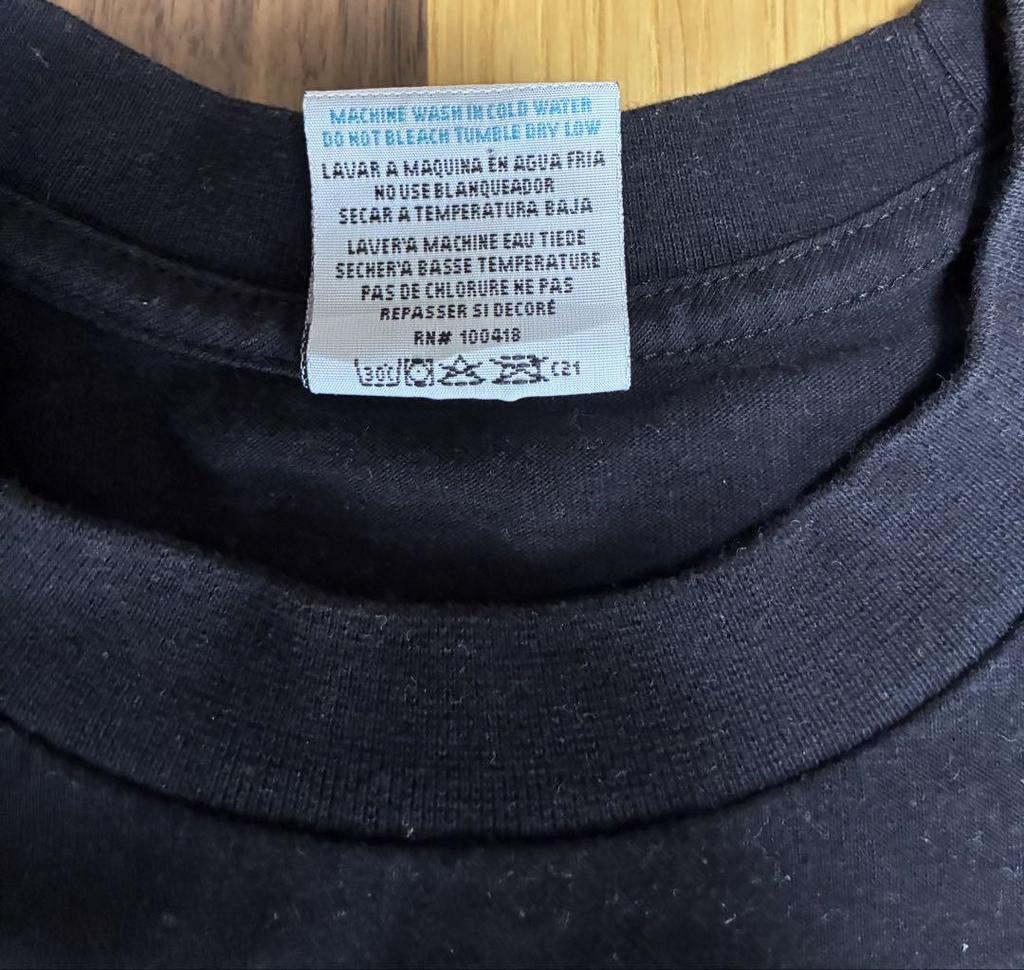 MACHINE WASH IN COLD WATER
DO NOT BLEACH TUMBLE DRY LOW
LAVAR A MAQUINA EN AGUA FRIA
NO USE BLANQUEADOR
SECAR A TEMPERATURA BAJA
LAVER'A MACHINE EAU TIEDE
SECHER'A BASSE TEMPERATURE
PAS DE CHLORURE NE PAS
REPASSER SI DECORÉ
RN# 100418
30 C21